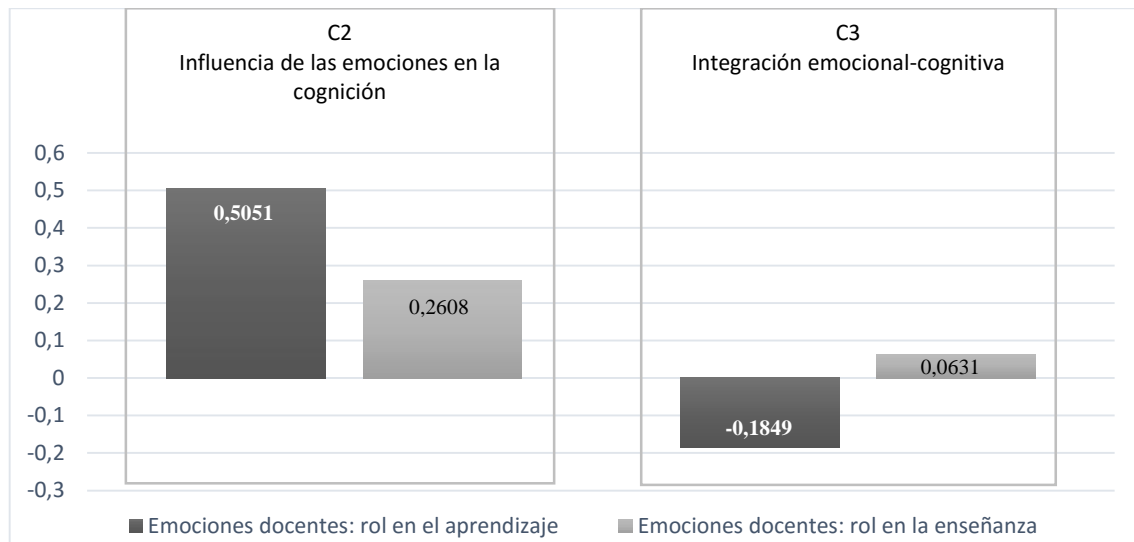 C2
Influencia de las emociones en la
cognición
C3
Integración emocional-cognitiva
0,6
0,5
0,4
0,3
0,2
0,1
0
-0,1
-0,2
-0,3
0,5051
0,2608
-0,1849
0,0631
Emociones docentes: rol en el aprendizaje
Emociones docentes: rol en la enseñanza